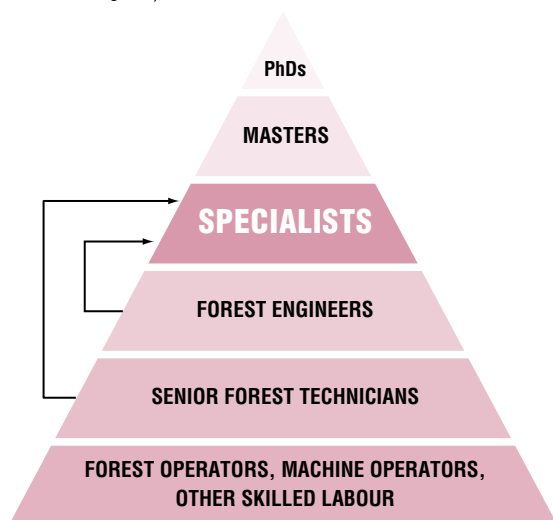 PhDs
MASTERS
SPECIALISTS
FOREST ENGINEERS
SENIOR FOREST TECHNICIANS
FOREST OPERATORS, MACHINE OPERATORS,
OTHER SKILLED LABOUR